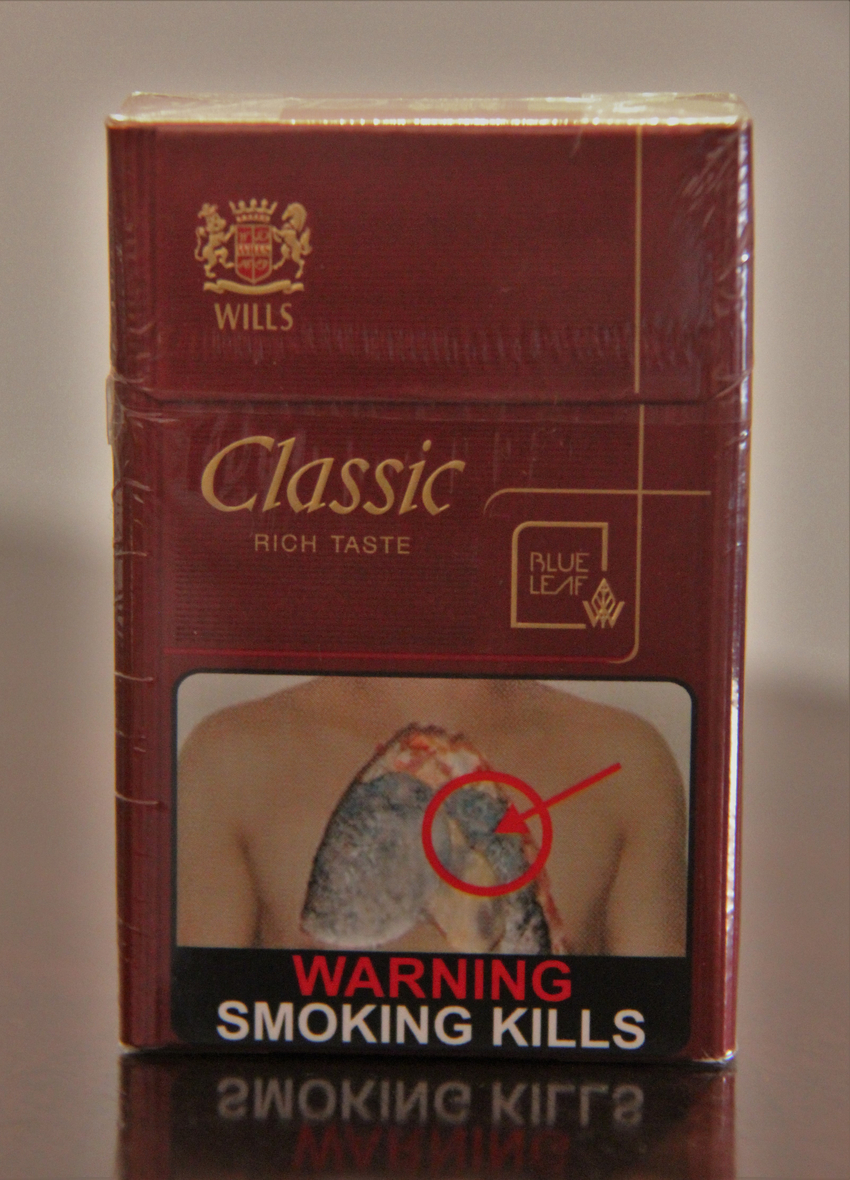 WILLS
Classic
RICH TASTE
BLUE
LEAF
WARNING
SMOKING KILLS